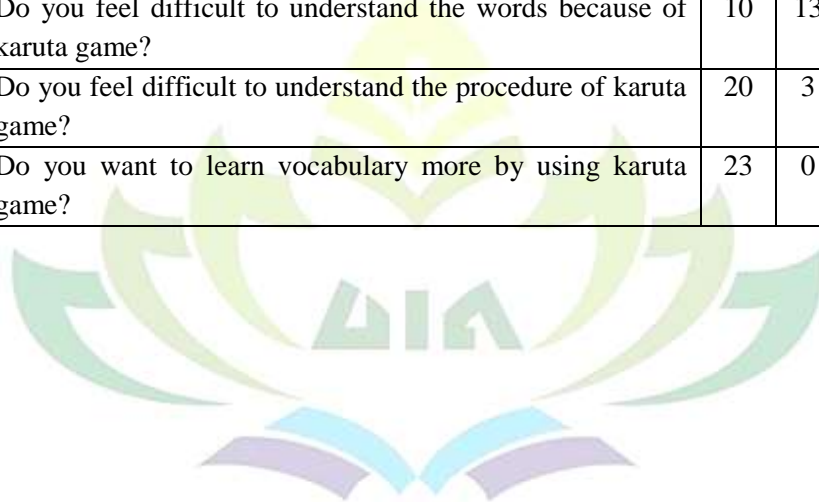 Do you feel difficult to understand the words because of 10 13
karuta game?
Do you feel difficult to understand the procedure of karuta 20 3
game?
Do you want to learn vocabulary more by using karuta 23 0
game?